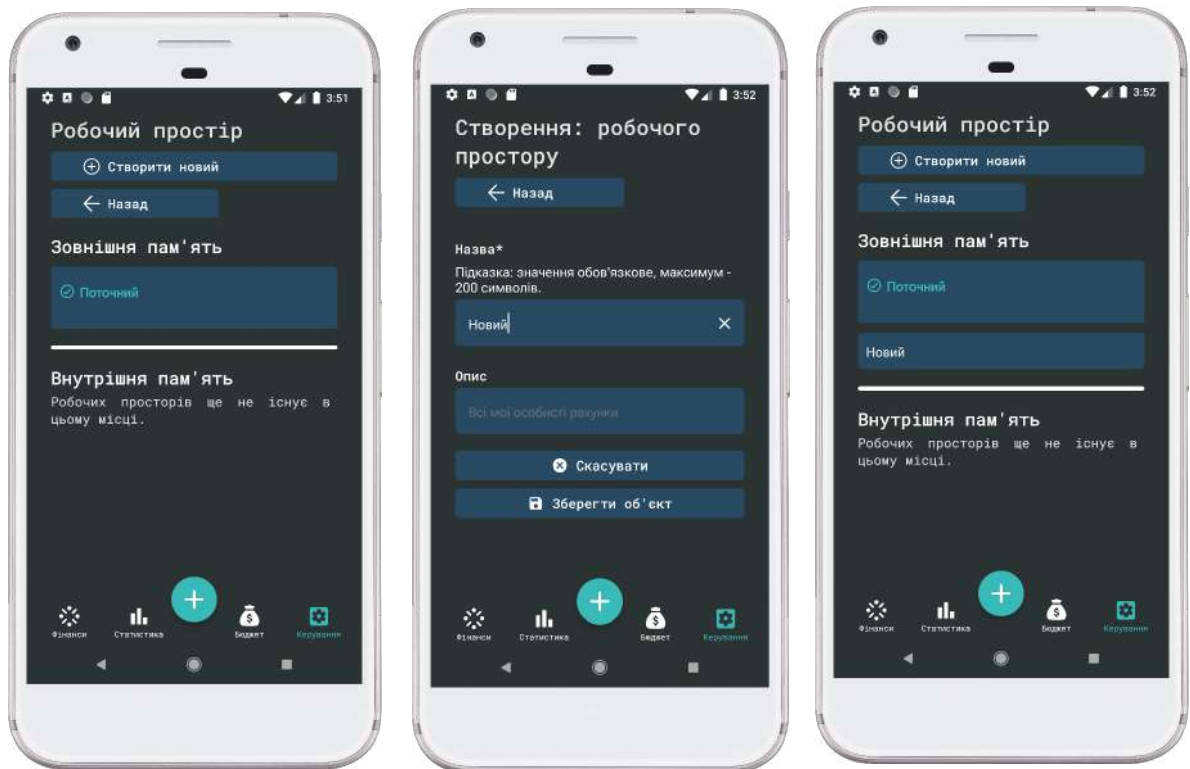 3:51
Робочий простір
Створити новий
Назад
Зовнішня пам'ять
Поточний
Внутрішня пам'ять
Робочих просторів ще не існує в
цьому місці.
Фінанси
Статистика
Бюджет
Керування
3:52
Створення: робочого
простору
Назад
Назва*
Підказка: значення обов'язкове, максимум -
200 символів.
Новий
Опис
Всі мої особисті рахунки
Скасувати
Зберегти об'єкт
Фінанси
Статистика
Бюджет
Керування
3:52
Робочий простір
Створити новий
Назад
Зовнішня пам'ять
Поточний
Новий
Внутрішня пам'ять
Робочих просторів ще не існує в
цьому місці.
Фінанси
Статистика
Бюджет
Керування